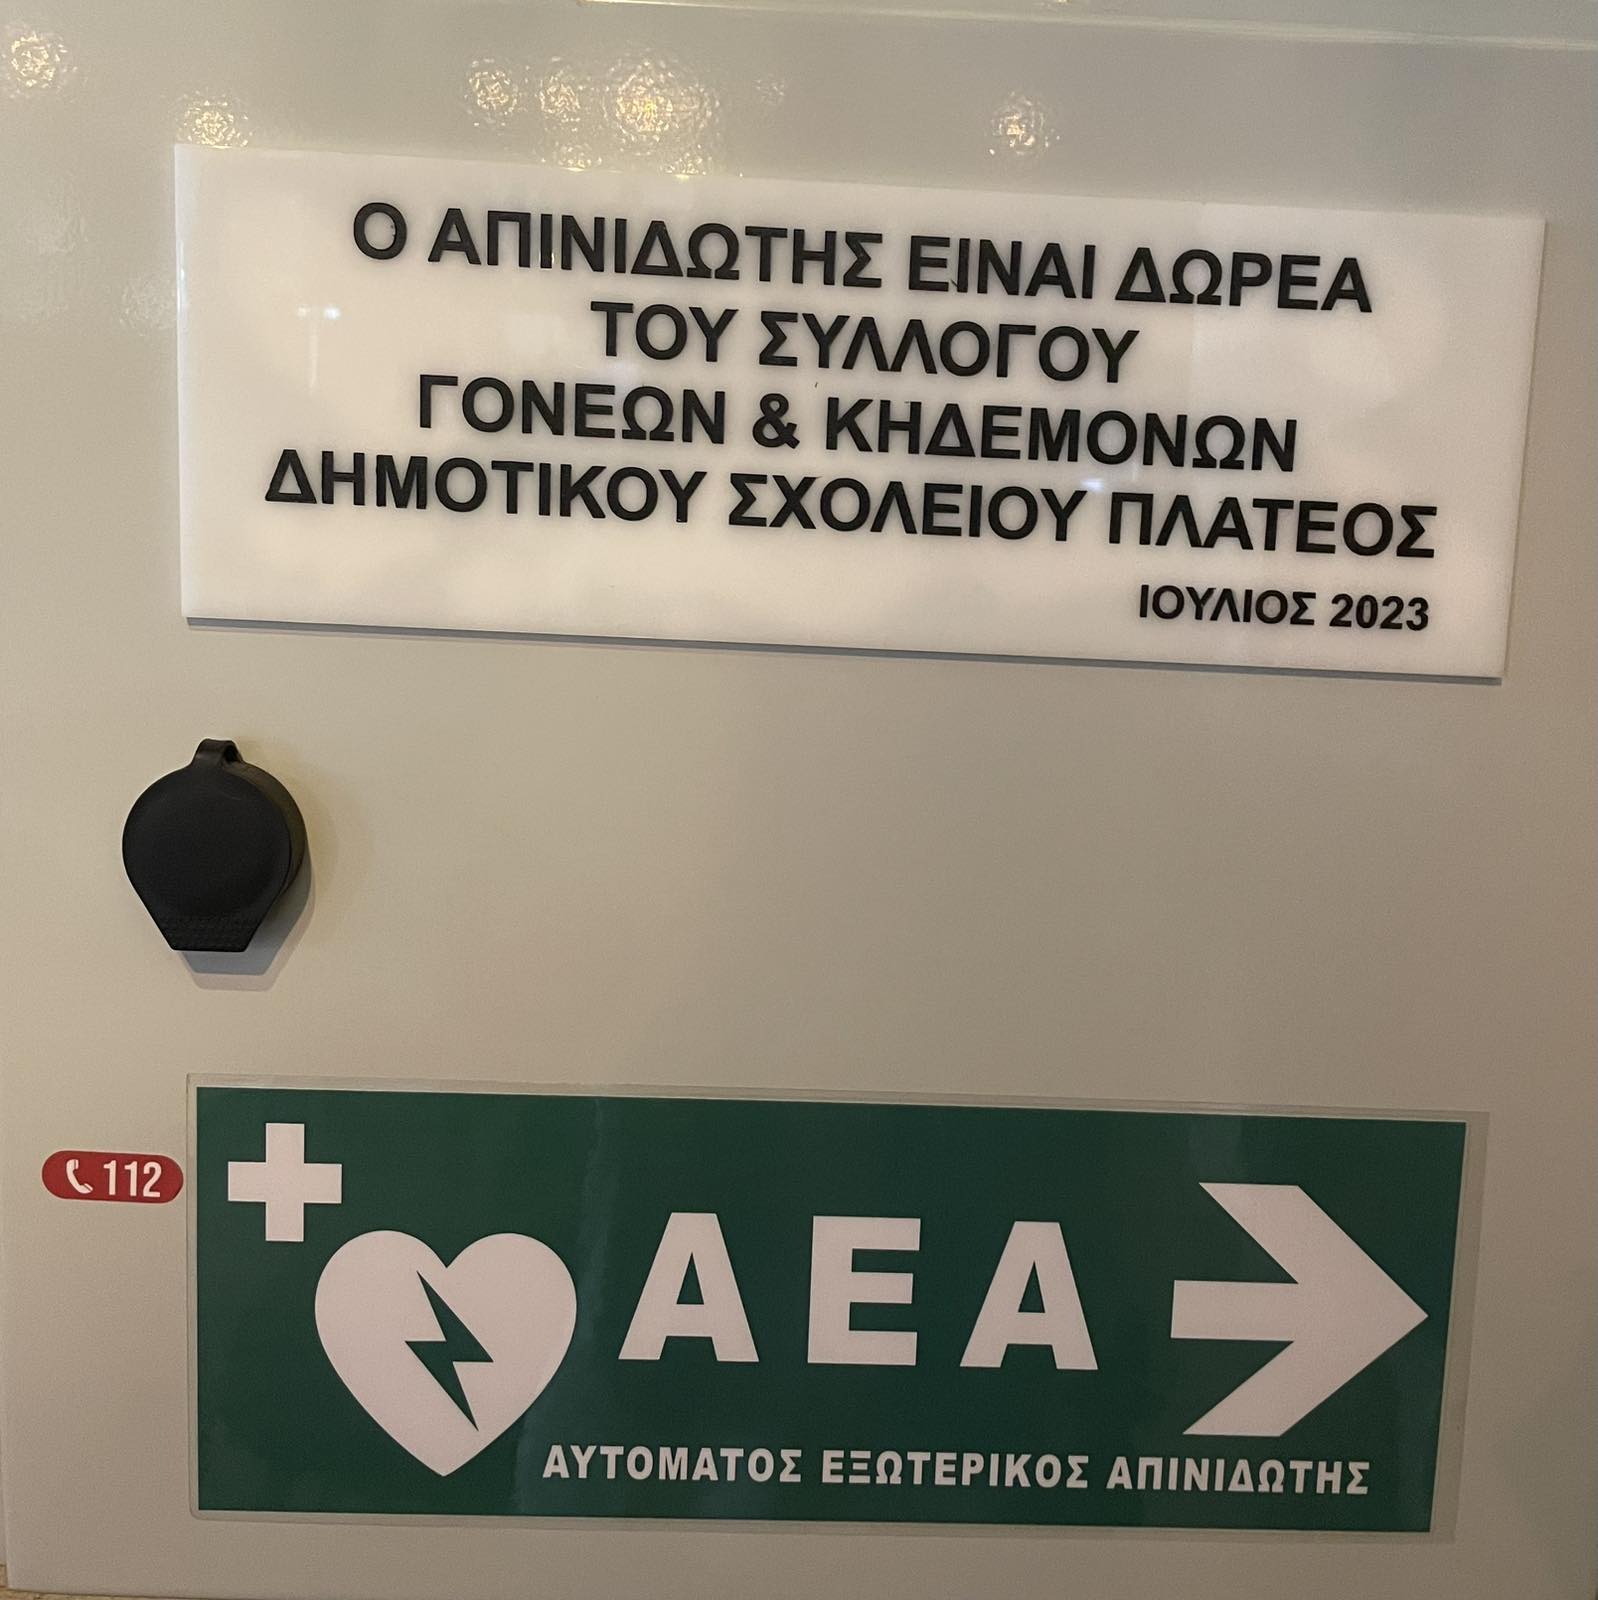 Ο ΑΠΙΝΙΔΩΤΗΣ ΕΙΝΑΙ ΔΩΡΕΑ
ΤΟΥ ΣΥΛΛΟΓΟΥ
ΓΟΝΕΩΝ & ΚΗΔΕΜΟΝΩΝ
ΔΗΜΟΤΙΚΟΥ ΣΧΟΛΕΙΟΥ ΠΛΑΤΕΟΣ
ΙΟΥΛΙΟΣ 2023
112
ΑΕΑ
ΑΥΤΟΜΑΤΟΣ ΕΞΩΤΕΡΙΚΟΣ ΑΠΙΝΙΔΩΤΗΣ